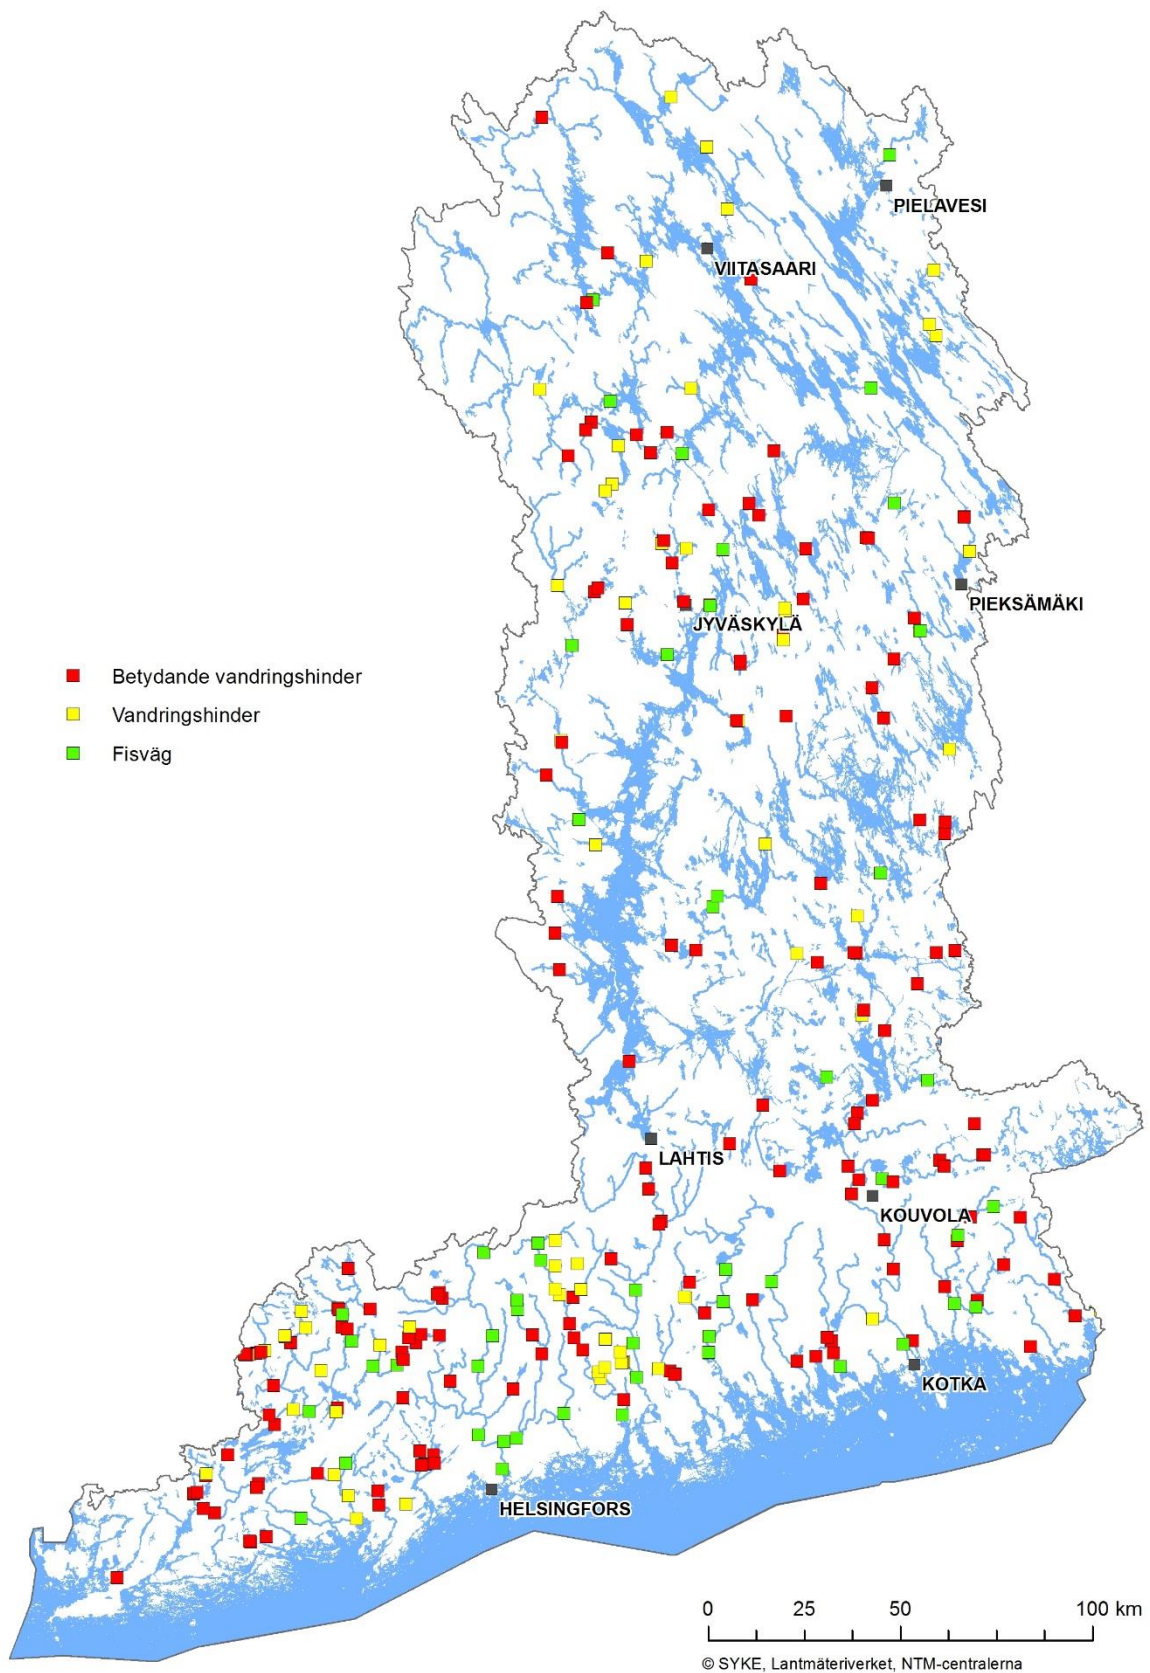 PIELAVESI
VIITASAARI
PIEKSÄMÄKI
JYVÄSKYLÄ
Betydande vandringshinder
Vandringshinder
Fisväg
LAHTIS
KOUVOLA
KOTKA
HELSINGFORS
0 25 50 100 km
© SYKE, Lantmäteriverket, NTM-centralerna